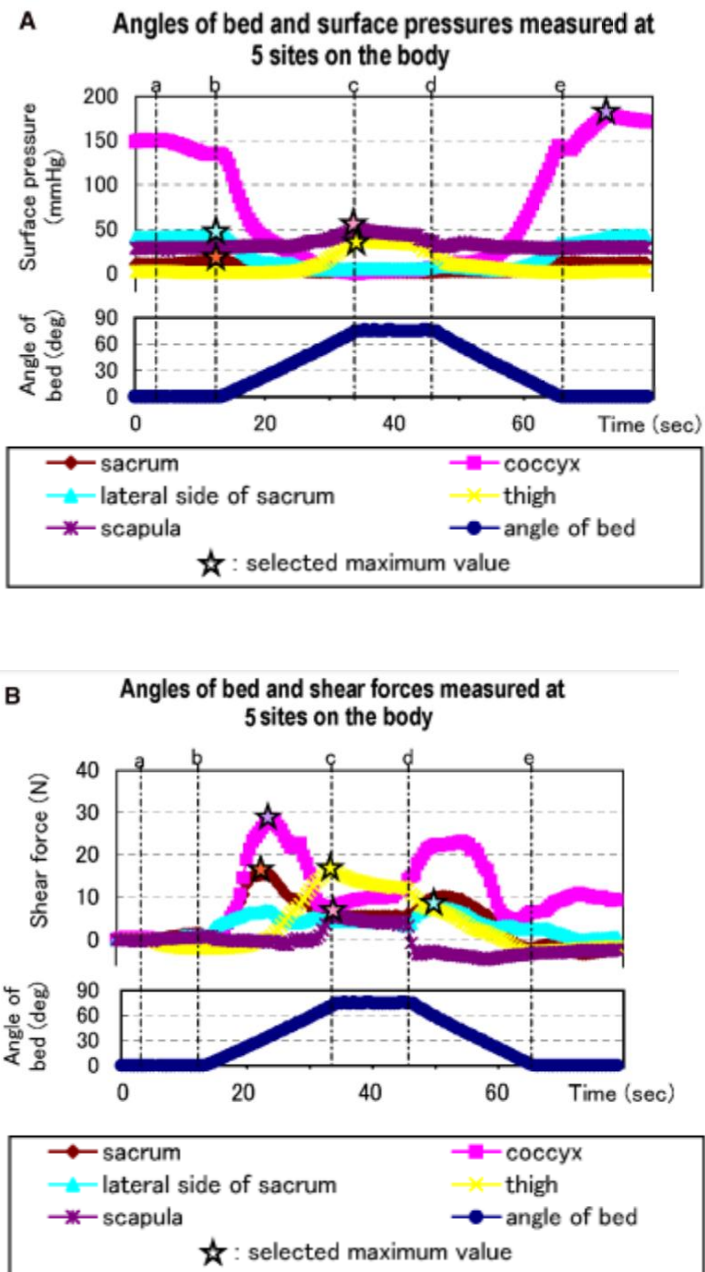 A
Angles of bed and surface pressures measured at
5 sites on the body
a b c d e
Surface pressure
(mmHg)
200
150
100
50
0
Angle of
bed (deg)
90
60
30
0
0 20 40 60 Time (sec)
sacrum coccyx
lateral side of sacrum thigh
scapula angle of bed
☆ : selected maximum value
B
Angles of bed and shear forces measured at
5 sites on the body
a b c d e
Shear force (N)
40
30
20
10
0
Angle of
bed (deg)
90
60
30
0
0 20 40 60 Time (sec)
sacrum coccyx
lateral side of sacrum thigh
scapula angle of bed
☆ : selected maximum value